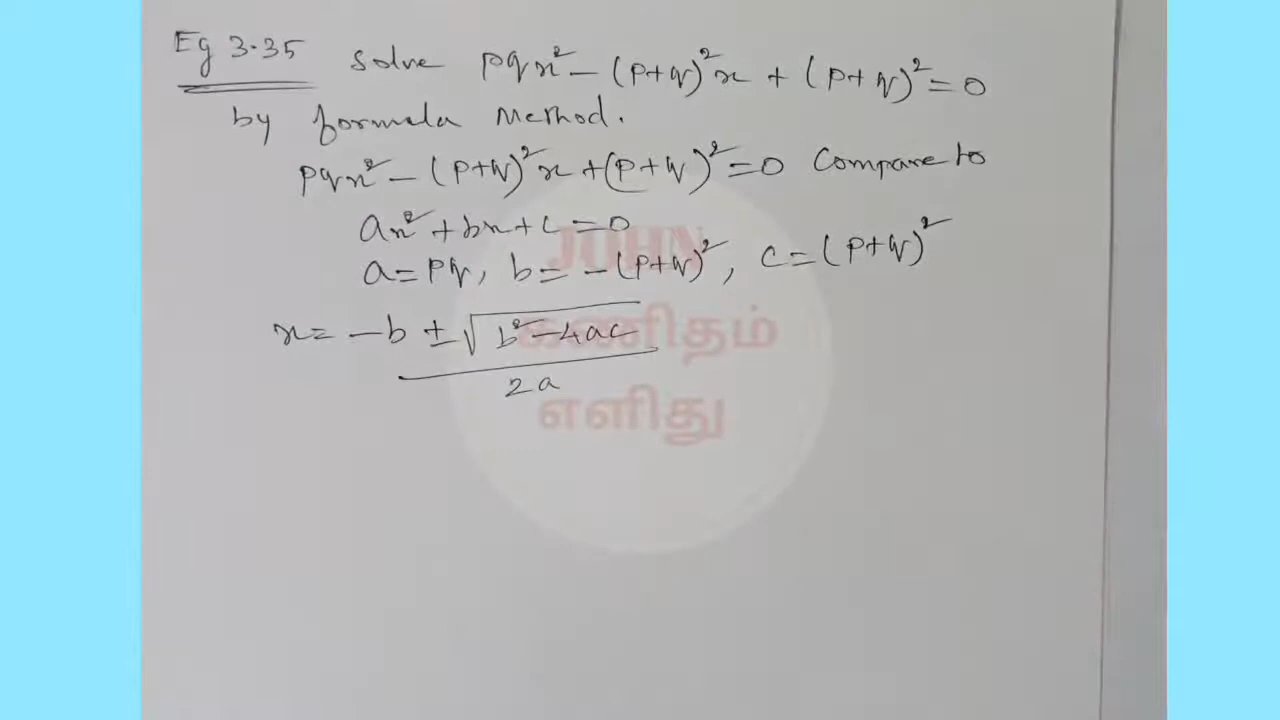 Eg 3.35 Solve pqx² - (p+q)²x + (p+q)² = 0
by formula Method.
pqx² - (p+q)²x + (p+q)² = 0 Compare to
ax² + bx + c = 0
a = pq, b = -(p+q)², c = (p+q)²
x = -b ± √b² - 4ac
2a
JOHN
கணிதம்
எளிது